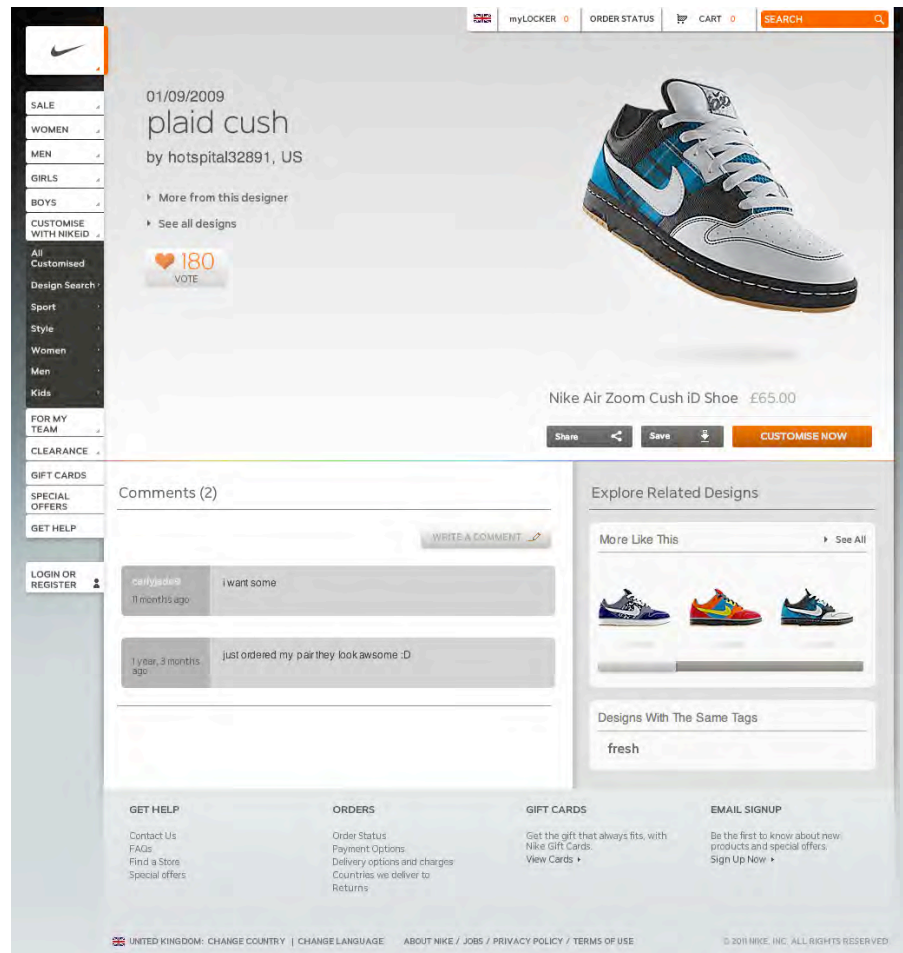 myLOCKER 0
ORDER STATUS
CART 0
SEARCH
SALE
WOMEN
MEN
GIRLS
BOYS
CUSTOMISE
WITH NIKEiD
All
Customised
Design Search
Sport
Style
Women
Men
Kids
FOR MY
TEAM
CLEARANCE
GIFT CARDS
SPECIAL
OFFERS
GET HELP
LOGIN OR
REGISTER
01/09/2009
plaid cush
by hotspital32891, US
More from this designer
See all designs
180
VOTE
Nike Air Zoom Cush iD Shoe £65.00
Share
Save
CUSTOMISE NOW
Comments (2)
WRITE A COMMENT
11 months ago
i want some
1 year, 3 months
ago
just ordered my pair they look awsome :D
Explore Related Designs
More Like This
See All
Designs With The Same Tags
fresh
GET HELP
Contact Us
FAQs
Find a Store
Special offers
ORDERS
Order Status
Payment Options
Delivery options and charges
Countries we deliver to
Returns
GIFT CARDS
Get the gift that always fits, with
Nike Gift Cards.
View Cards
EMAIL SIGNUP
Be the first to know about new
products and special offers.
Sign Up Now
UNITED KINGDOM: CHANGE COUNTRY | CHANGE LANGUAGE
ABOUT NIKE / JOBS / PRIVACY POLICY / TERMS OF USE
© 2011 NIKE, INC. ALL RIGHTS RESERVED